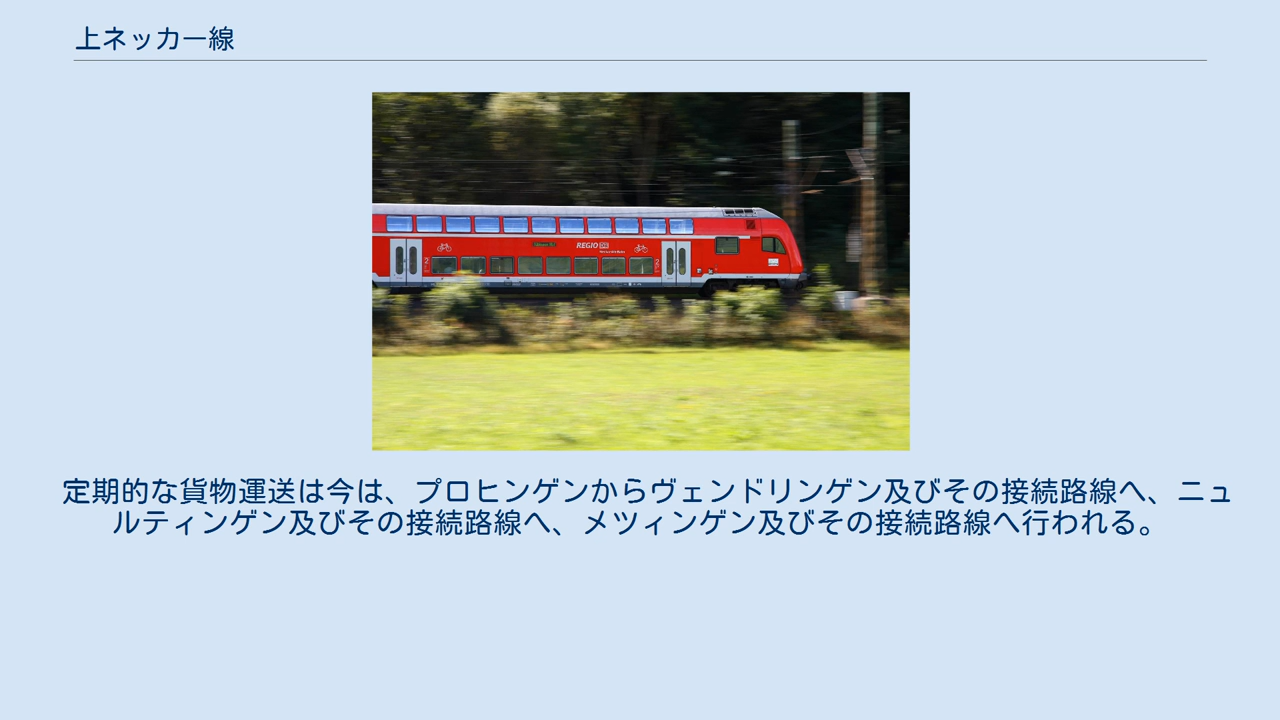 上ネッカー線
REGIO DB
定期的な貨物運送は今は、プロヒンゲンからヴェンドリンゲン及びその接続路線へ、ニュ
ルティンゲン及びその接続路線へ、メツィンゲン及びその接続路線へ行われる。